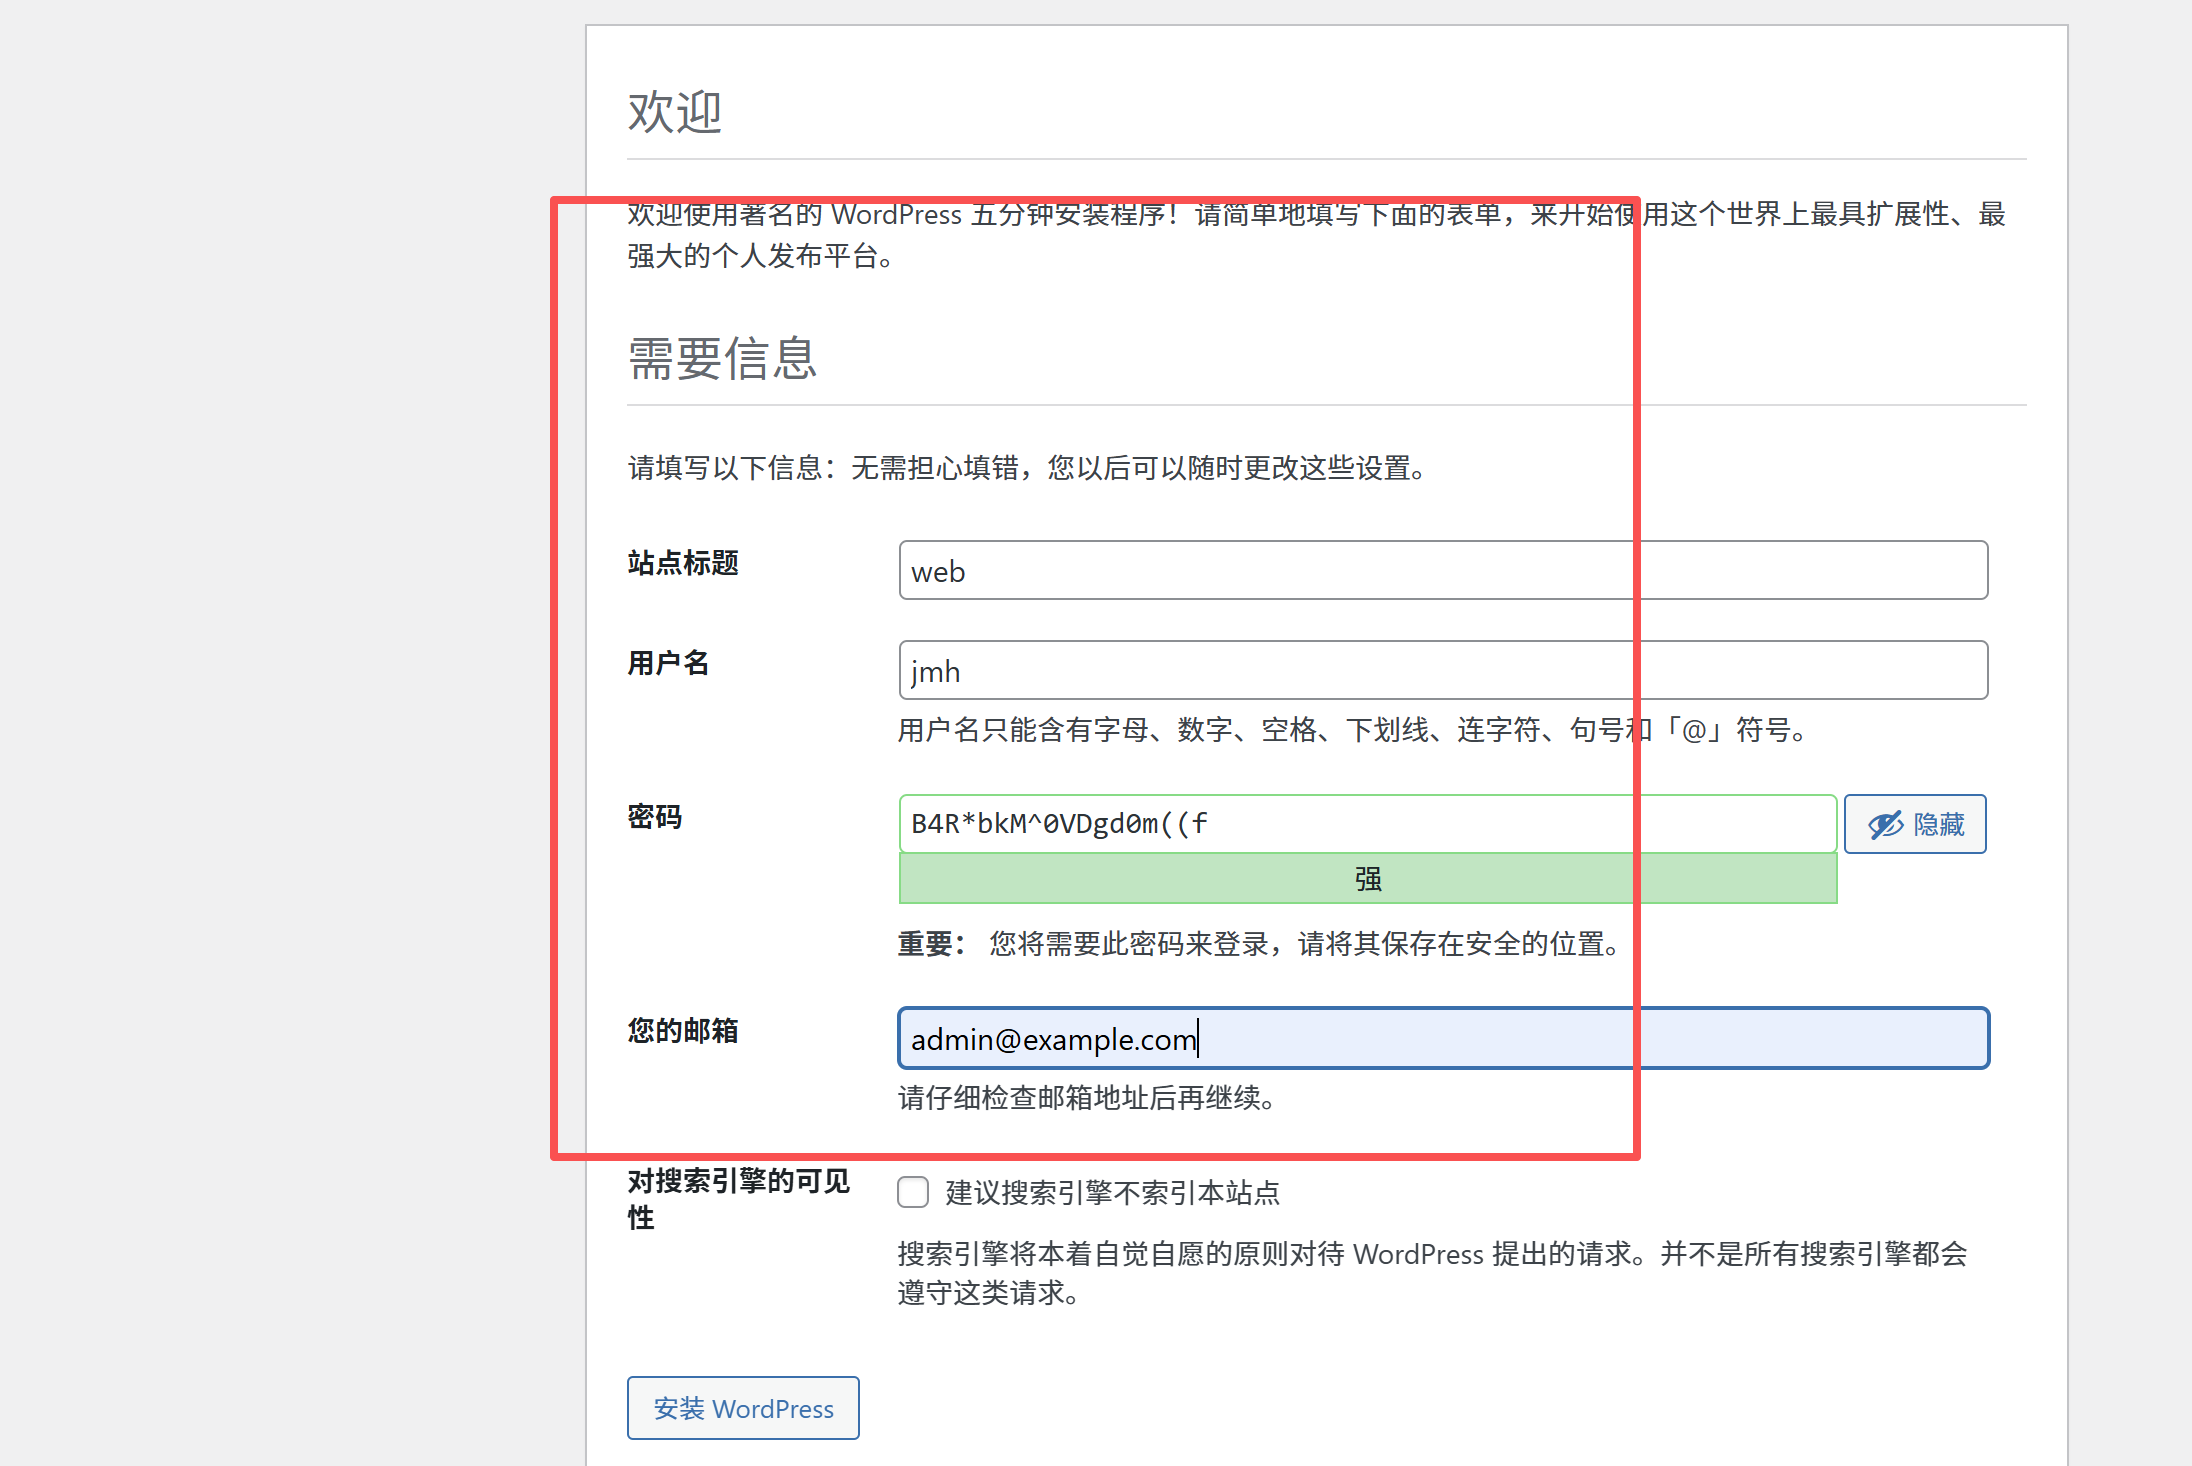 欢迎
欢迎使用著名的 WordPress 五分钟安装程序！请简单地填写下面的表单，来开始使用这个世界上最具扩展性、最
强大的个人发布平台。
需要信息
请填写以下信息：无需担心填错，您以后可以随时更改这些设置。
站点标题
web
用户名
jmh
用户名只能含有字母、数字、空格、下划线、连字符、句号和「@」符号。
密码
B4R*bkM^0VDgd0m((f
隐藏
强
重要： 您将需要此密码来登录，请将其保存在安全的位置。
您的邮箱
admin@example.com
请仔细检查邮箱地址后再继续。
对搜索引擎的可见
性
建议搜索引擎不索引本站点
搜索引擎将本着自觉自愿的原则对待 WordPress 提出的请求。并不是所有搜索引擎都会
遵守这类请求。
安装 WordPress